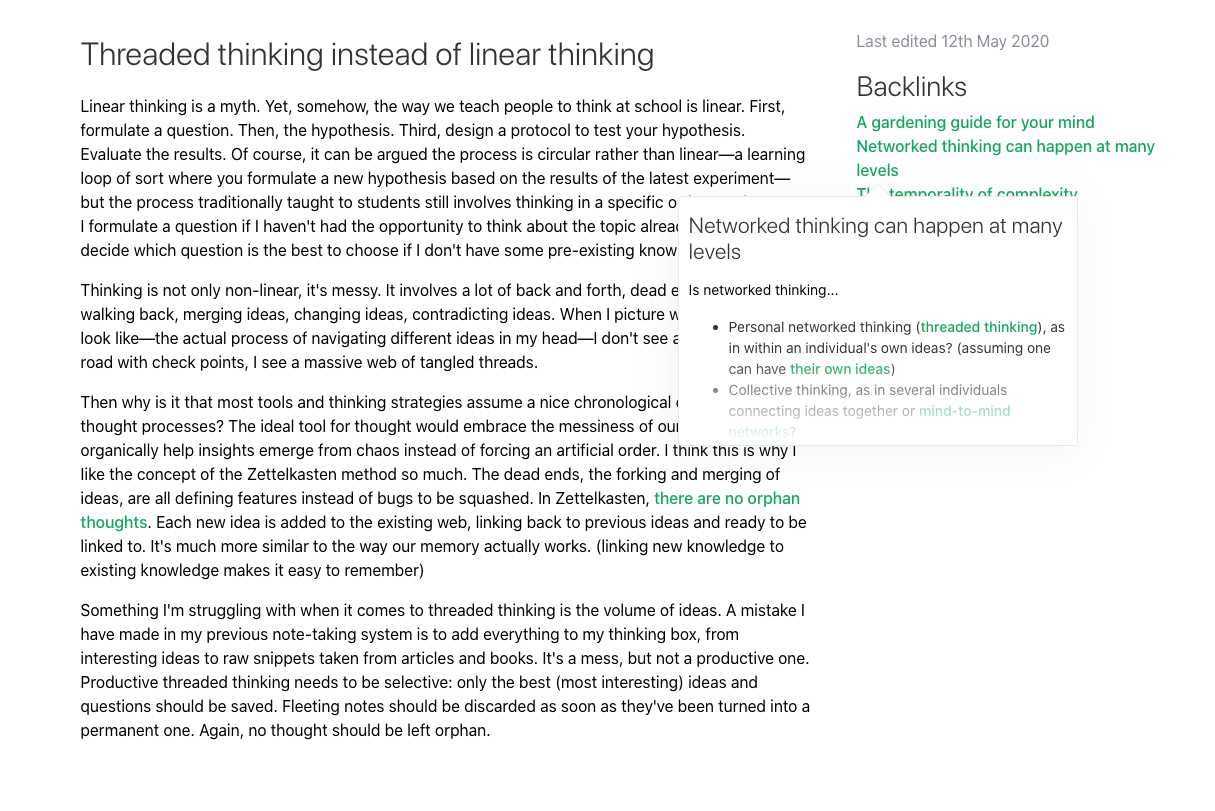 Threaded thinking instead of linear thinking
Linear thinking is a myth. Yet, somehow, the way we teach people to think at school is linear. First,
formulate a question. Then, the hypothesis. Third, design a protocol to test your hypothesis.
Evaluate the results. Of course, it can be argued the process is circular rather than linear—a learning
loop of sort where you formulate a new hypothesis based on the results of the latest experiment—
but the process traditionally taught to students still involves thinking in a specific
I formulate a question if I haven't had the opportunity to think about the topic
decide which question is the best to choose if I don't have some pre-existing
Thinking is not only non-linear, it's messy. It involves a lot of back and forth, dead
walking back, merging ideas, changing ideas, contradicting ideas. When I picture
look like—the actual process of navigating different ideas in my head—I don't see a
road with check points, I see a massive web of tangled threads.
Then why is it that most tools and thinking strategies assume a nice chronological
thought processes? The ideal tool for thought would embrace the messiness of
organically help insights emerge from chaos instead of forcing an artificial order. I think this is why I
like the concept of the Zettelkasten method so much. The dead ends, the forking and merging of
ideas, are all defining features instead of bugs to be squashed. In Zettelkasten, there are no orphan
thoughts. Each new idea is added to the existing web, linking back to previous ideas and ready to be
linked to. It's much more similar to the way our memory actually works. (linking new knowledge to
existing knowledge makes it easy to remember)
Something I'm struggling with when it comes to threaded thinking is the volume of ideas. A mistake I
have made in my previous note-taking system is to add everything to my thinking box, from
interesting ideas to raw snippets taken from articles and books. It's a mess, but not a productive one.
Productive threaded thinking needs to be selective: only the best (most interesting) ideas and
questions should be saved. Fleeting notes should be discarded as soon as they've been turned into a
permanent one. Again, no thought should be left orphan.
Last edited 12th May 2020
Backlinks
A gardening guide for your mind
Networked thinking can happen at many
levels
temporality of complexity
Networked thinking can happen at many
levels
Is networked thinking...
• Personal networked thinking (threaded thinking), as
in within an individual's own ideas? (assuming one
can have their own ideas)
• Collective thinking, as in several individuals
connecting ideas together or mind-to-mind
networks?